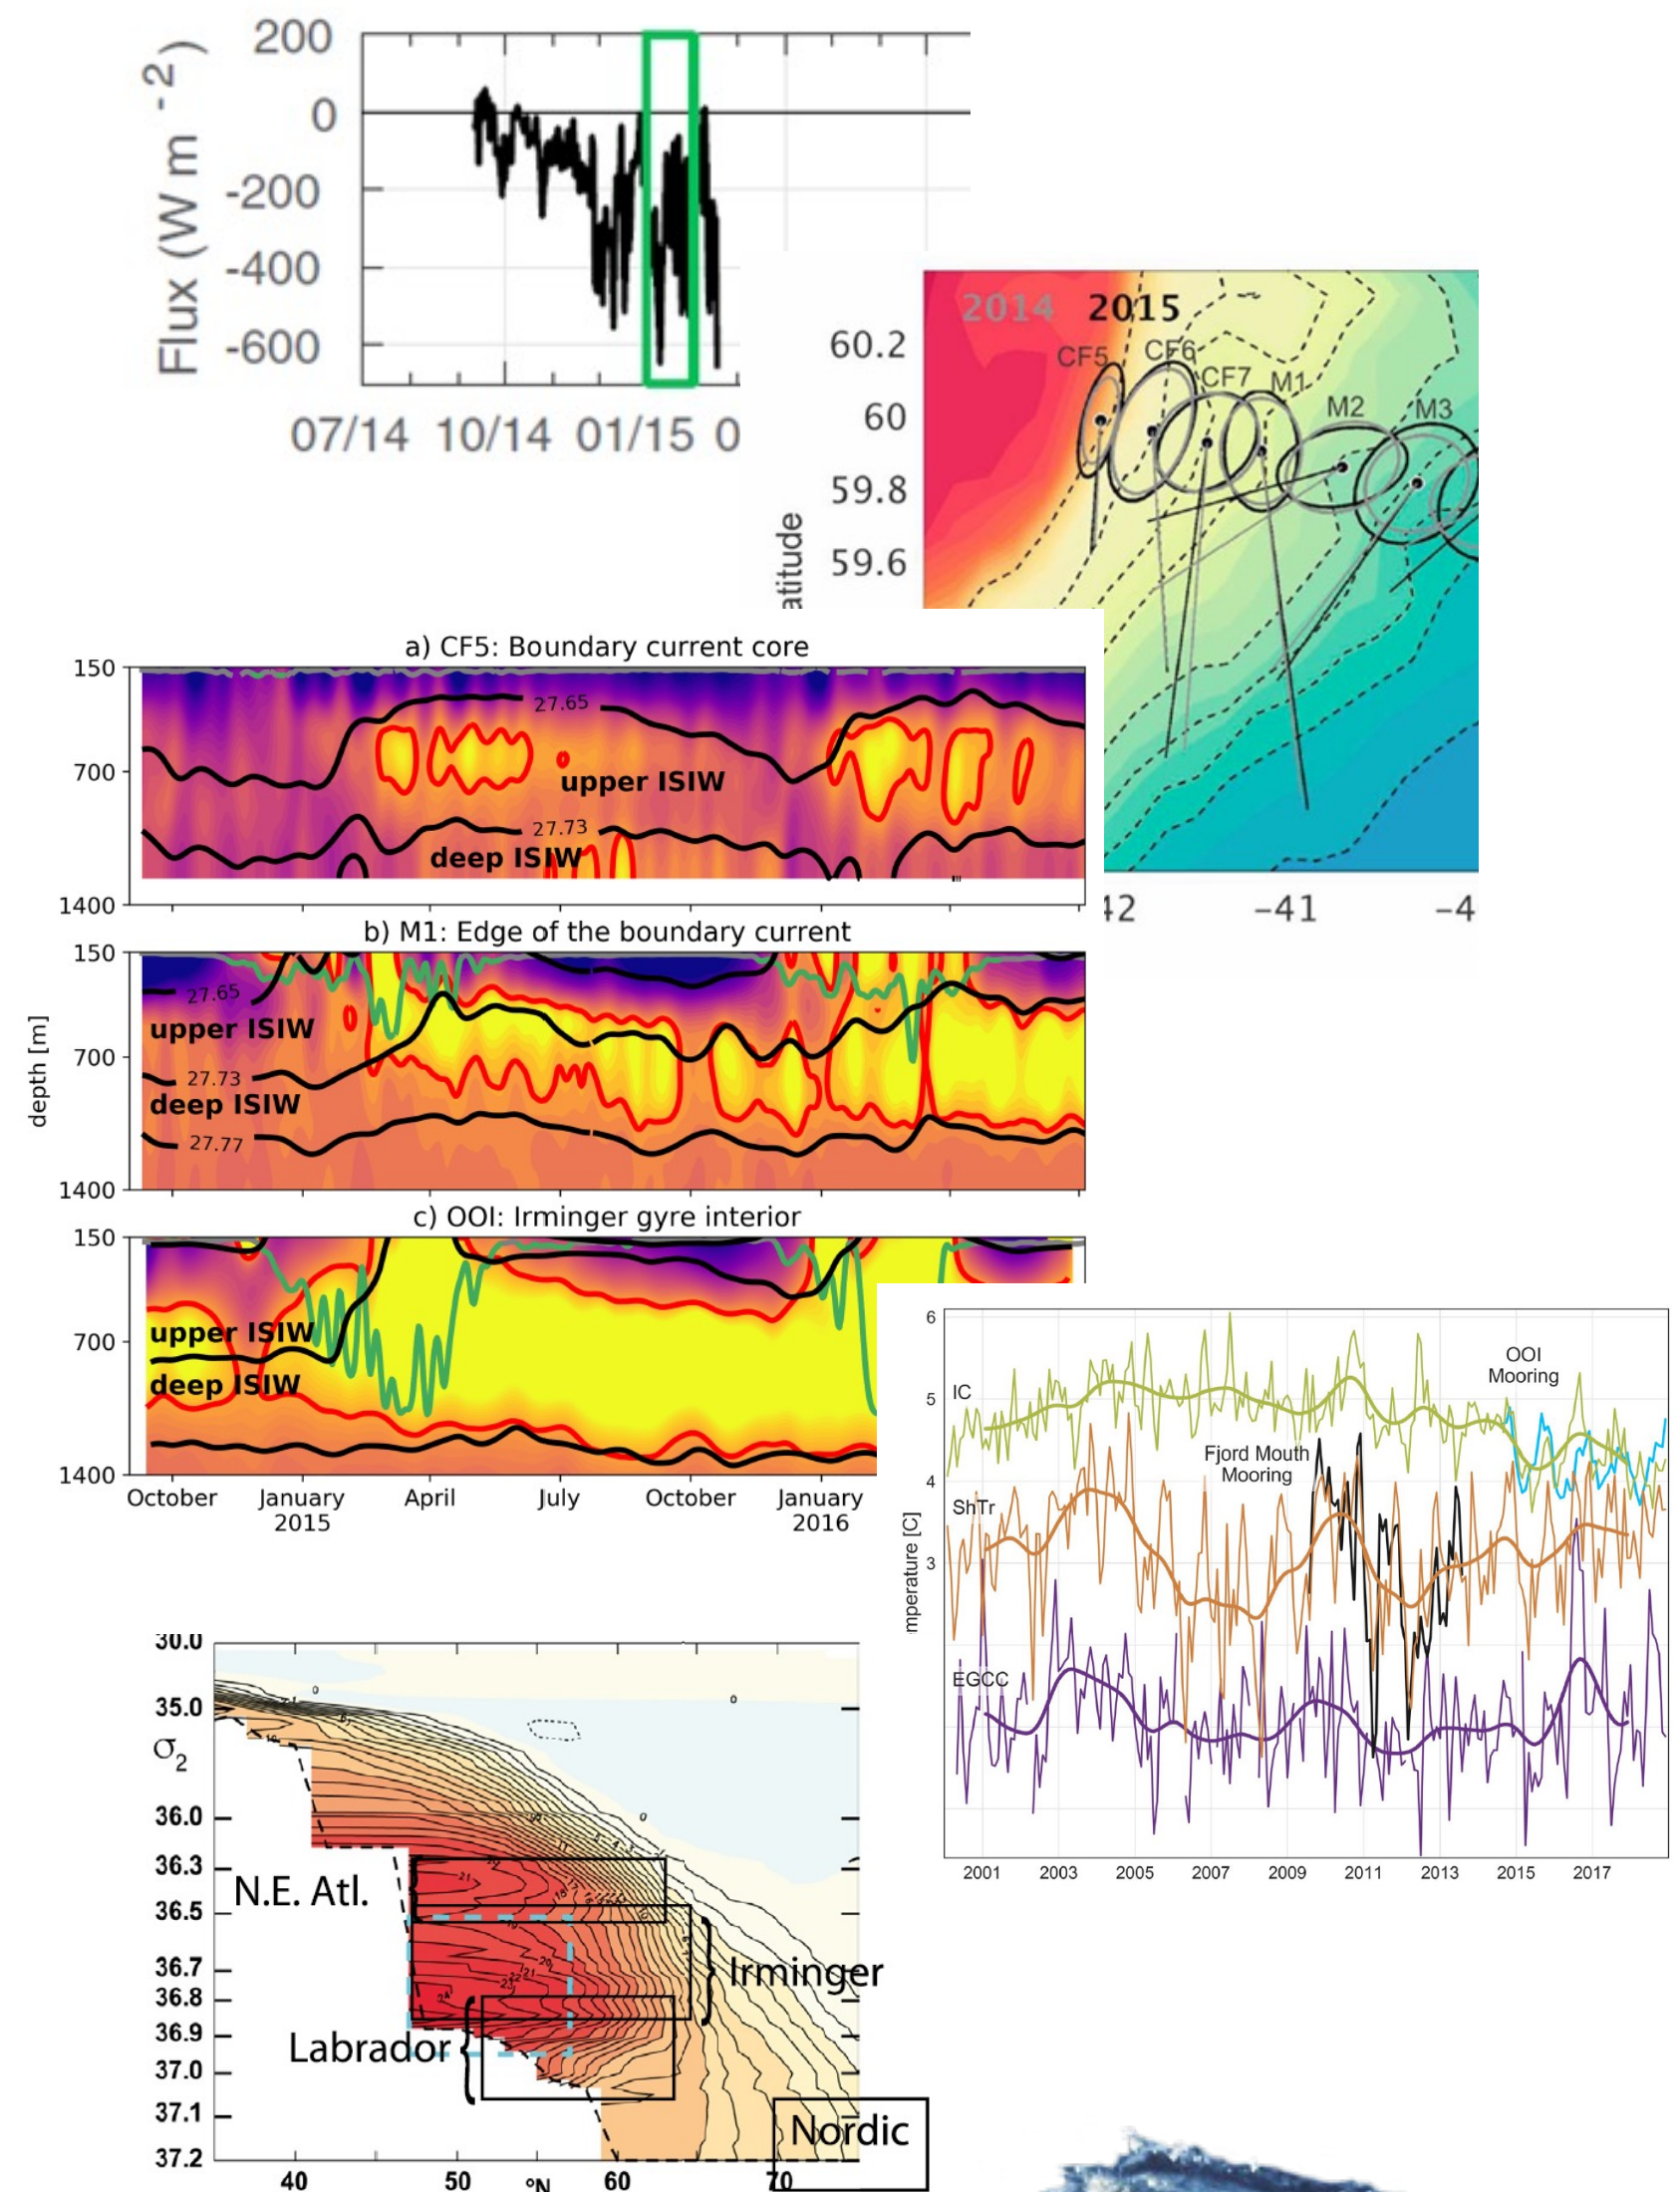 200
0
-200
-400
-600
Flux (W m -2)
07/14 10/14 01/15 0
2014 2015
60.2
60
59.8
59.6
atitude
CF5
CF6
CF7
M1
M2
M3
42 −41 −4
a) CF5: Boundary current core
150
700
1400
27.65
upper ISIW
27.73
deep ISIW
b) M1: Edge of the boundary current
150
700
1400
depth [m]
27.65
upper ISIW
27.73
deep ISIW
27.77
c) OOI: Irminger gyre interior
150
700
1400
upper ISIW
deep ISIW
October January April July October January
2015 2016
6
5
4
3
mperature [C]
IC
OOI
Mooring
Fjord Mouth
Mooring
ShTr
EGCC
2001 2003 2005 2007 2009 2011 2013 2015 2017
30.0
35.0
σ2
36.0
36.3
36.5
36.7
36.8
36.9
37.0
37.1
37.2
N.E. Atl.
Irminger
Labrador
Nordic
40 50 ºN 60 70